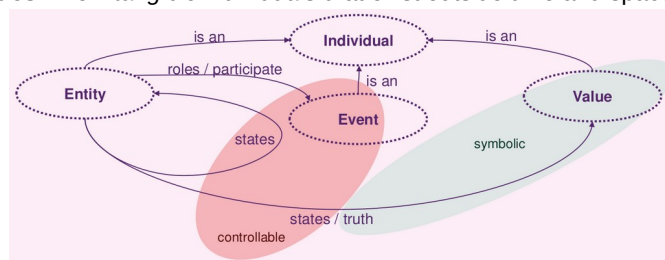 is an
Individual
is an
roles / participate
is an
Entity
Value
Event
states
symbolic
states / truth
controllable